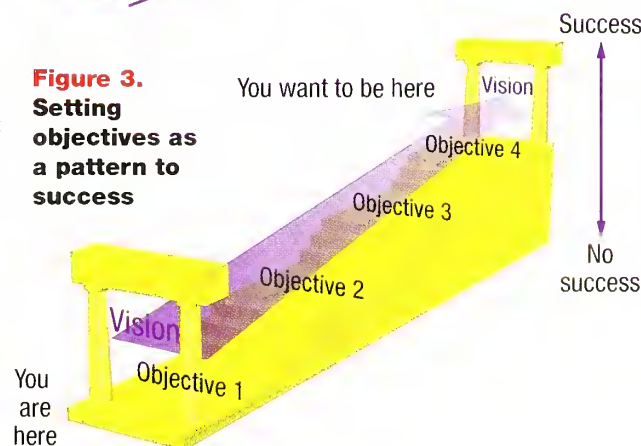 Figure 3.
Setting
objectives as
a pattern to
success
Success
You want to be here
Vision
Objective 4
Objective 3
Objective 2
No
success
Vision
Objective 1
You
are
here